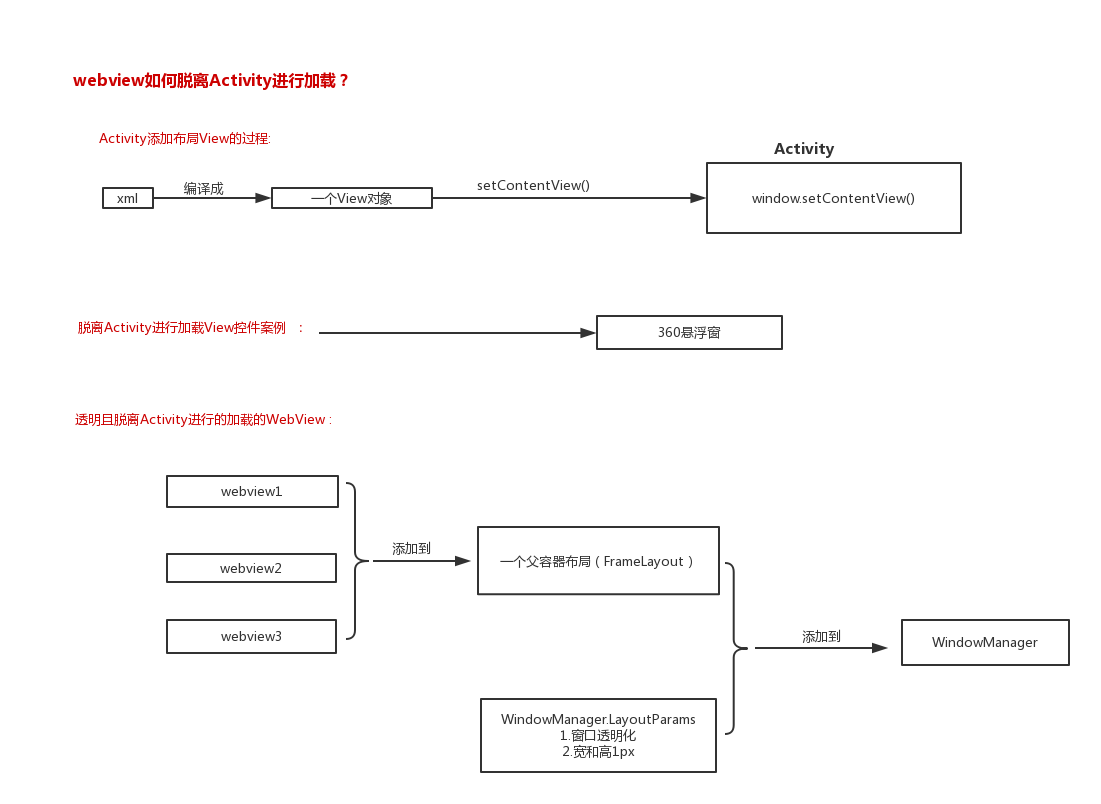 webview如何脱离Activity进行加载？
Activity添加布局View的过程:
Activity
xml
编译成
一个View对象
setContentView()
window.setContentView()
脱离Activity进行加载View控件案例 ：
360悬浮窗
透明且脱离Activity进行的加载的WebView :
webview1
webview2
webview3
添加到
一个父容器布局（FrameLayout）
WindowManager.LayoutParams
1.窗口透明化
2.宽和高1px
添加到
WindowManager